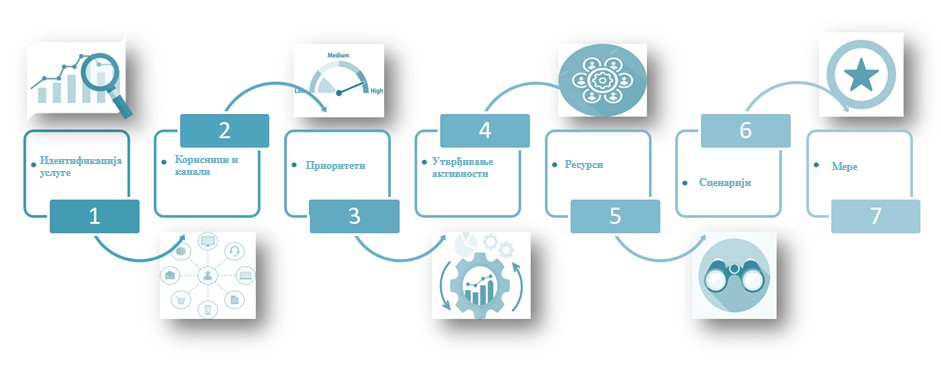 Medium
Low
High
2
4
6
Идентификација
услуге
Корисници и
канали
Приоритети
Утврђивање
активности
Ресурси
Сценарији
Мере
1
3
5
7